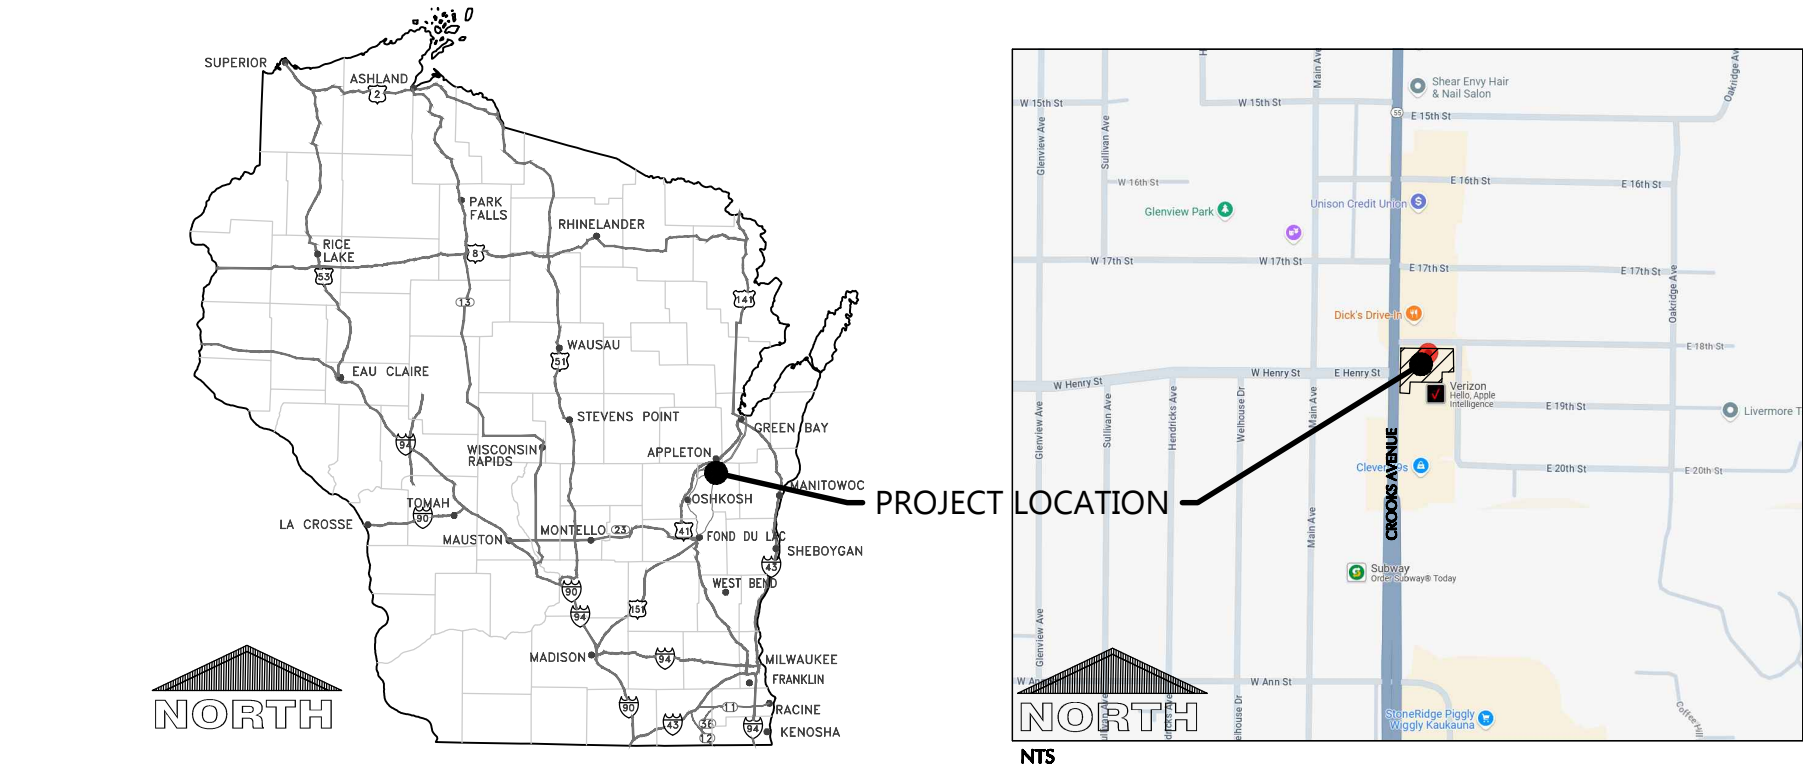 SUPERIOR
ASHLAND
2
PARK
FALLS
RHINELANDER
RICE
LAKE
8
53
13
141
WAUSAU
51
EAU CLAIRE
STEVENS POINT
GREEN BAY
94
WISCONSIN
RAPIDS
APPLETON
MANITOWOC
OSHKOSH
TOMAH
90
LA CROSSE
MONTELLO
23
41
MAUSTON
FOND DU LAC
SHEBOYGAN
43
WEST BEND
90
94
151
MADISON
94
MILWAUKEE
FRANKLIN
90
11
RACINE
43
36
12
94
KENOSHA
NORTH
PROJECT LOCATION
Main Ave
Oakridge Ave
Shear Envy Hair
& Nail Salon
W 15th St
W 15th St
55
E 15th St
Glenview Ave
Sullivan Ave
W 16th St
E 16th St
E 16th St
Glenview Park
Unison Credit Union
W 17th St
W 17th St
E 17th St
E 17th St
Oakridge Ave
Dick's Drive-In
E 18th St
W Henry St
W Henry St
E Henry St
Verizon
Hello, Apple
Intelligence
E 19th St
Livermore T
Glenview Ave
Sullivan Ave
Hendricks Ave
Welhouse Dr
Main Ave
CROOKS AVENUE
E 20th St
E 20th St
Main Ave
Subway
Order Subway® Today
Glenview Ave
W Ann St
StoneRidge Piggly
Wiggly Kaukauna
NORTH
NTS